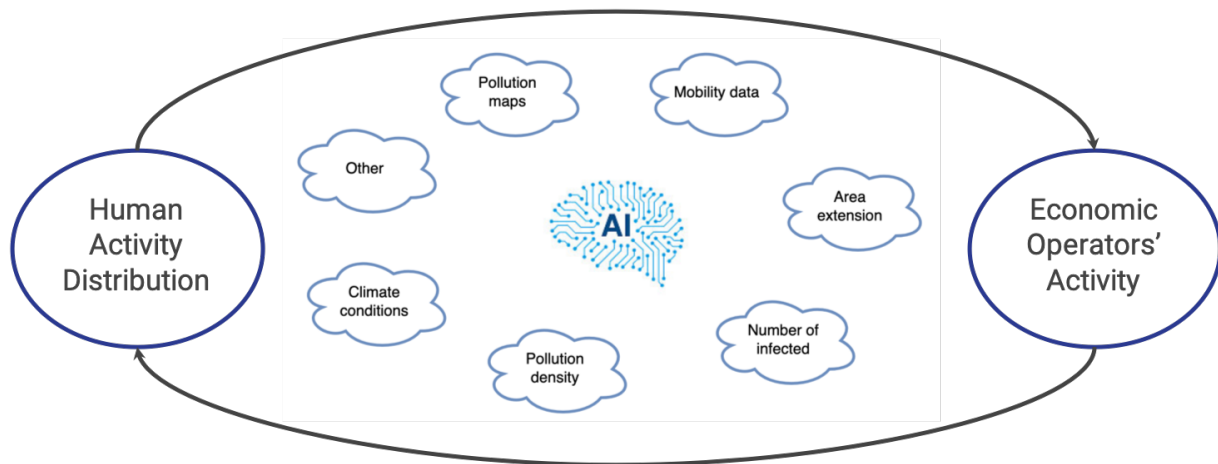 Pollution
maps
Mobility data
Other
Area
extension
Human
Activity
Distribution
AI
Economic
Operators’
Activity
Climate
conditions
Number of
infected
Pollution
density